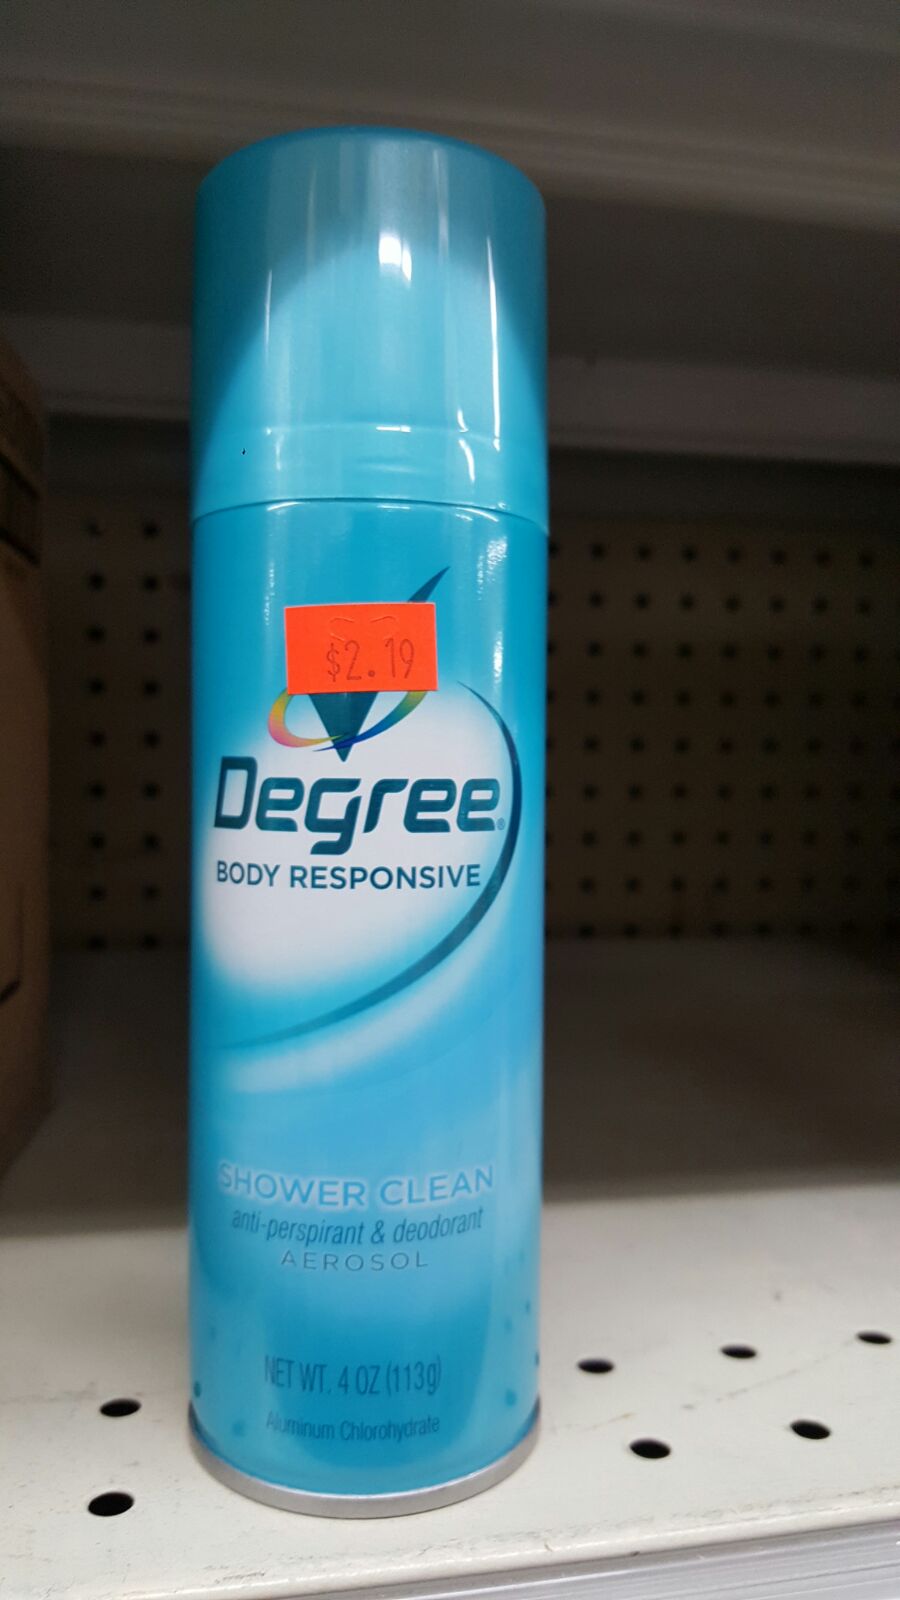 $2.19
Degree®
BODY RESPONSIVE
SHOWER CLEAN
anti-perspirant & deodorant
AEROSOL
NET WT. 4 OZ (113g)
Aluminum Chlorohydrate